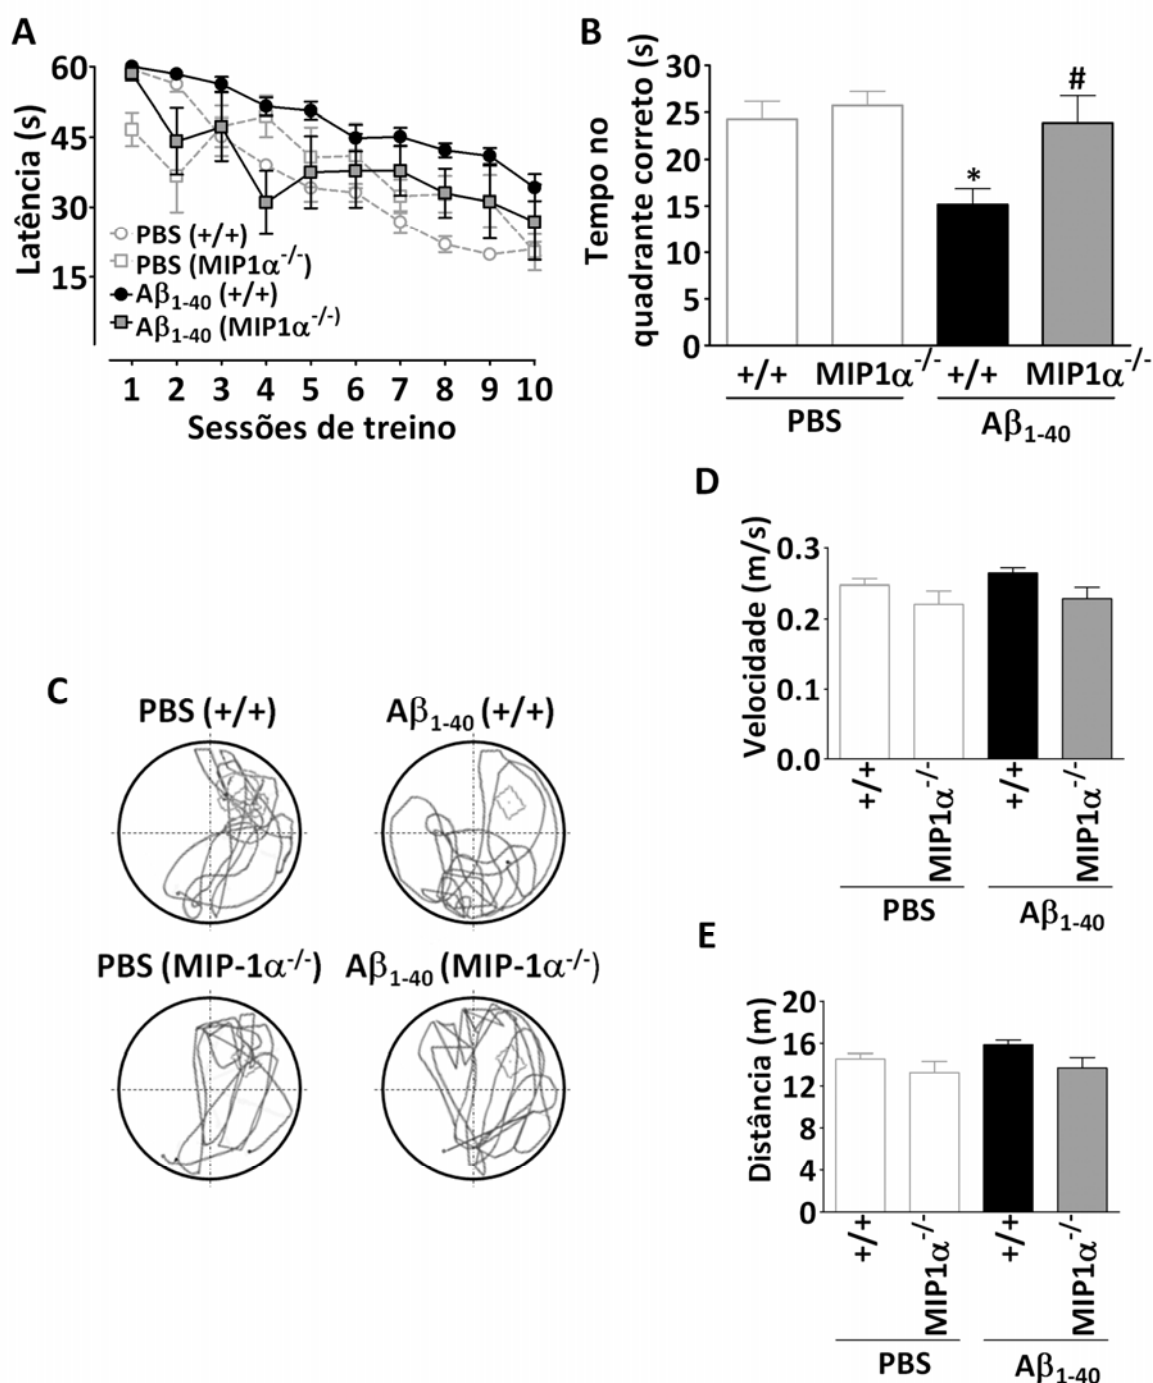 A
Latência (s)
60
45
30
15
PBS (+/+)
PBS (MIP1α-/-)
Aβ1-40 (+/+)
Aβ1-40 (MIP1α-/-)
1 2 3 4 5 6 7 8 9 10
Sessões de treino
B
Tempo no
quadrante correto (s)
30
25
20
15
10
5
0
*
#
+/+ MIP1α-/- +/+ MIP1α-/-
PBS Aβ1-40
C
PBS (+/+) Aβ1-40 (+/+)
PBS (MIP-1α-/-) Aβ1-40 (MIP-1α-/-)
D
Velocidade (m/s)
0.3
0.2
0.1
0.0
+/+ MIP1α-/- +/+ MIP1α-/-
PBS Aβ1-40
E
Distância (m)
20
16
12
8
4
0
+/+ MIP1α-/- +/+ MIP1α-/-
PBS Aβ1-40